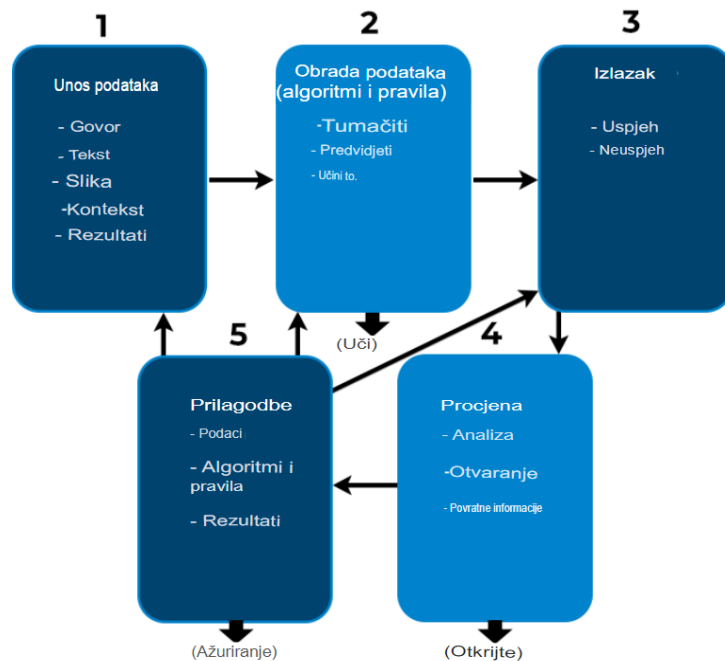 1
Unos podataka
- Govor
- Tekst
- Slika
-Kontekst
- Rezultati
2
Obrada podataka
(algoritmi i pravila)
-Tumačiti
- Predvidjeti
- Učini to.
(Uči)
3
Izlazak
- Uspjeh
- Neuspjeh
4
Procjena
- Analiza
-Otvaranje
- Povratne informacije
(Otkrijte)
5
Prilagodbe
- Podaci
- Algoritmi i
pravila
- Rezultati
(Ažuriranje)